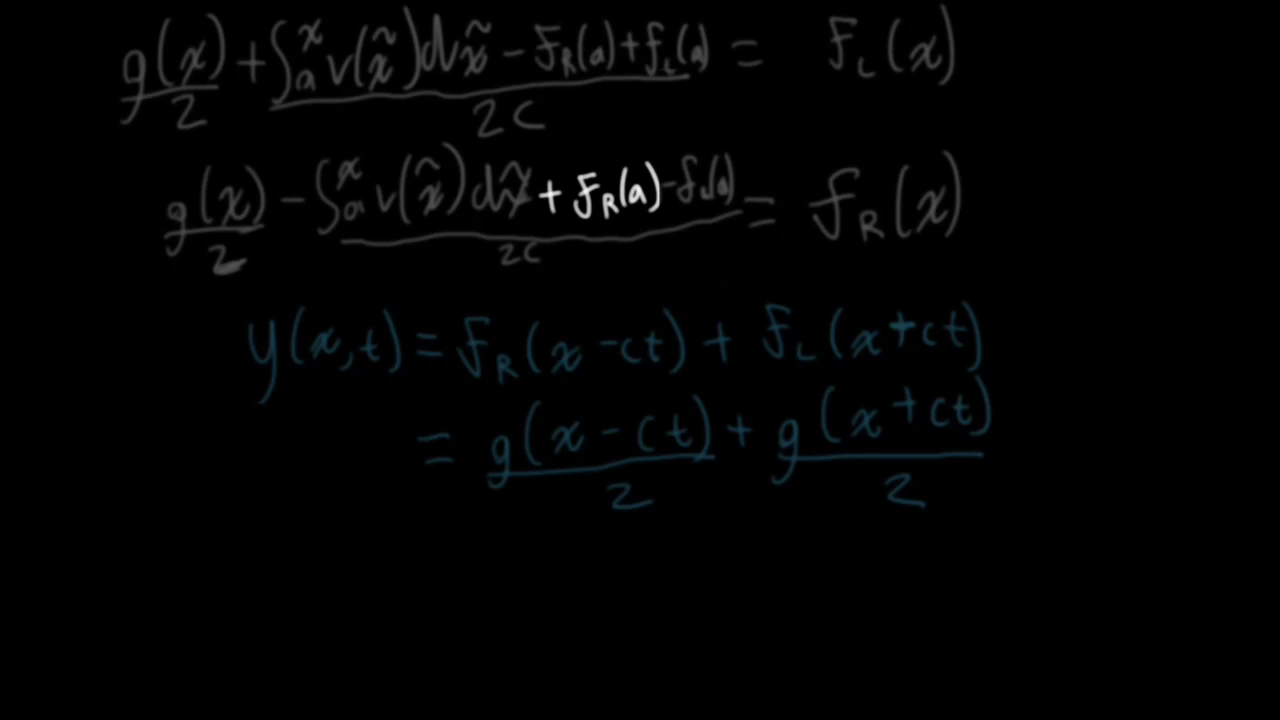 g(x)/2 + ∫ₐˣ v(x̃)dx̃ − F_R(a) + F_L(a) / 2C = F_L(x)
g(x)/2 − ∫ₐˣ v(x̃)dx̃ + F_R(a) − F_L(a) / 2C = F_R(x)
y(x,t) = F_R(x − ct) + F_L(x + ct)
= g(x − ct)/2 + g(x + ct)/2